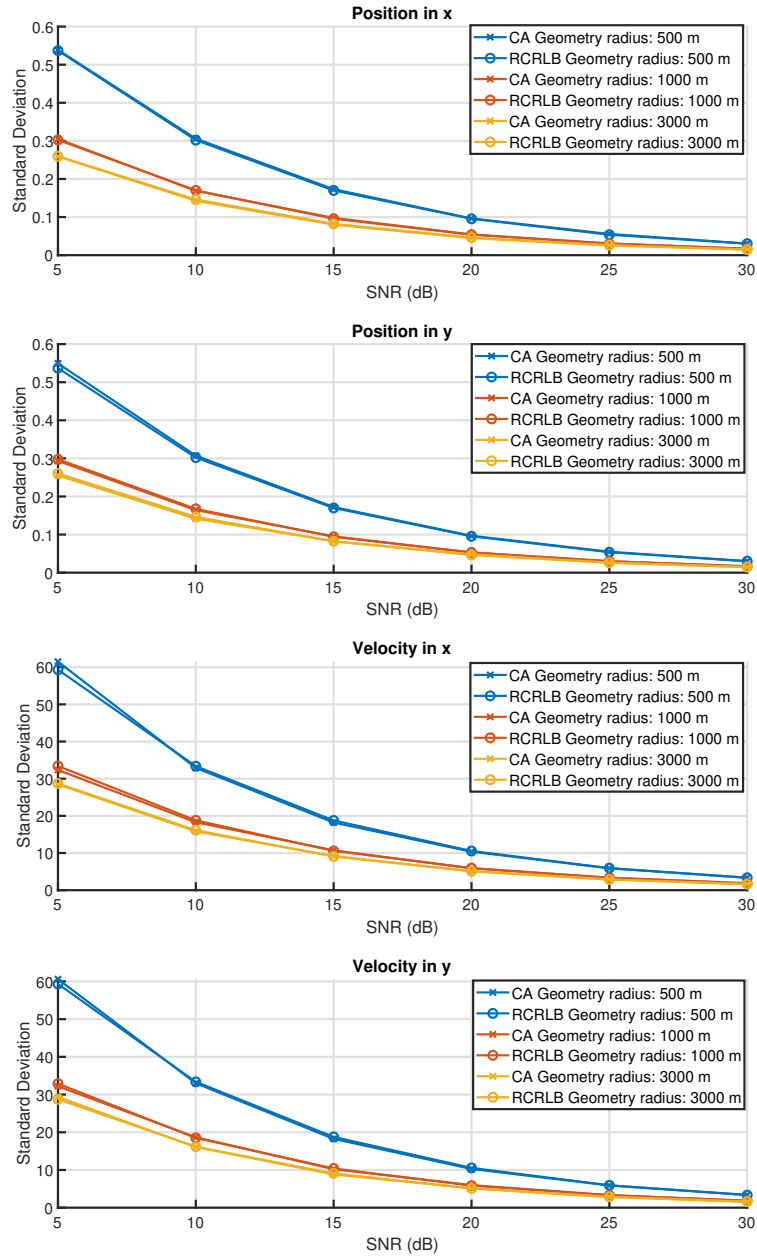 Position in x
0.6
0.5
0.4
0.3
0.2
0.1
0
Standard Deviation
CA Geometry radius: 500 m
RCRLB Geometry radius: 500 m
CA Geometry radius: 1000 m
RCRLB Geometry radius: 1000 m
CA Geometry radius: 3000 m
RCRLB Geometry radius: 3000 m
5 10 15 20 25 30
SNR (dB)
Position in y
0.6
0.5
0.4
0.3
0.2
0.1
0
Standard Deviation
CA Geometry radius: 500 m
RCRLB Geometry radius: 500 m
CA Geometry radius: 1000 m
RCRLB Geometry radius: 1000 m
CA Geometry radius: 3000 m
RCRLB Geometry radius: 3000 m
5 10 15 20 25 30
SNR (dB)
Velocity in x
60
50
40
30
20
10
0
Standard Deviation
CA Geometry radius: 500 m
RCRLB Geometry radius: 500 m
CA Geometry radius: 1000 m
RCRLB Geometry radius: 1000 m
CA Geometry radius: 3000 m
RCRLB Geometry radius: 3000 m
5 10 15 20 25 30
SNR (dB)
Velocity in y
60
50
40
30
20
10
0
Standard Deviation
CA Geometry radius: 500 m
RCRLB Geometry radius: 500 m
CA Geometry radius: 1000 m
RCRLB Geometry radius: 1000 m
CA Geometry radius: 3000 m
RCRLB Geometry radius: 3000 m
5 10 15 20 25 30
SNR (dB)